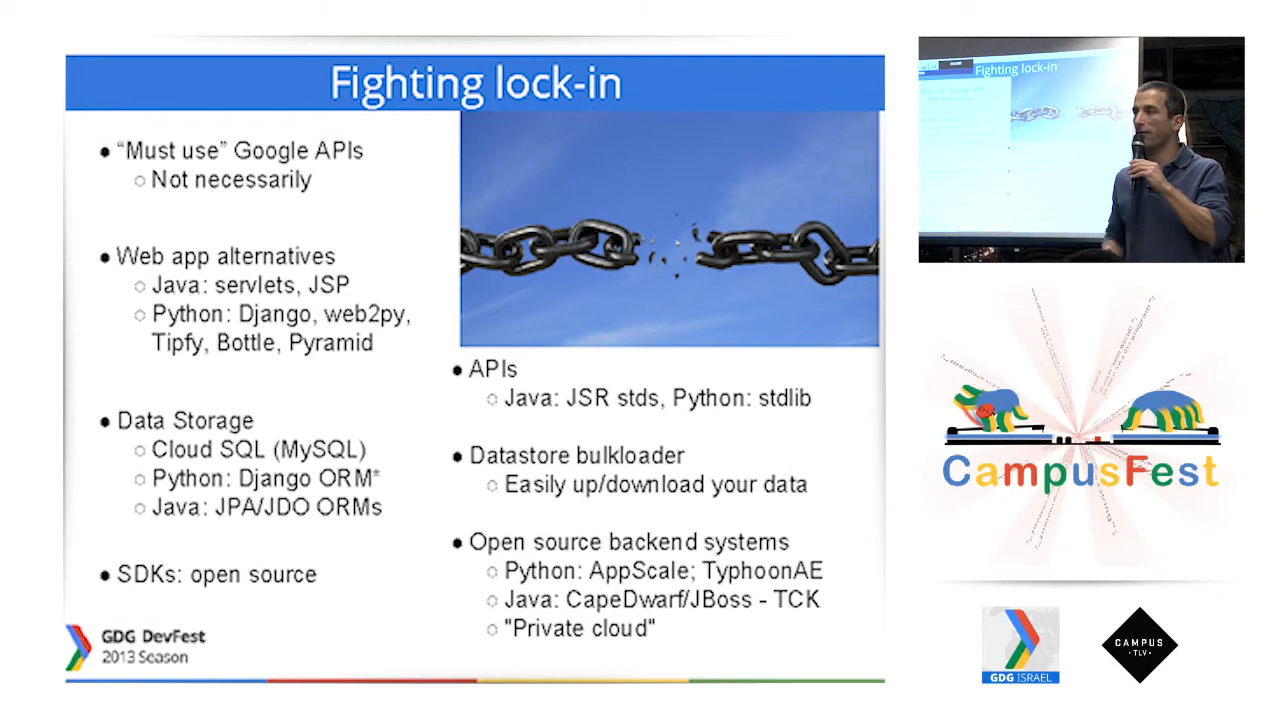 Fighting lock-in
● "Must use" Google APIs
○ Not necessarily
● Web app alternatives
○ Java: servlets, JSP
○ Python: Django, web2py,
Tipfy, Bottle, Pyramid
● Data Storage
○ Cloud SQL (MySQL)
○ Python: Django ORM*
○ Java: JPA/JDO ORMs
● SDKs: open source
● APIs
○ Java: JSR stds, Python: stdlib
● Datastore bulkloader
○ Easily up/download your data
● Open source backend systems
○ Python: AppScale; TyphoonAE
○ Java: CapeDwarf/JBoss - TCK
○ "Private cloud"
GDG DevFest
2013 Season
Fighting lock-in
CampusFest
GDG ISRAEL
CAMPUS
·TLV·